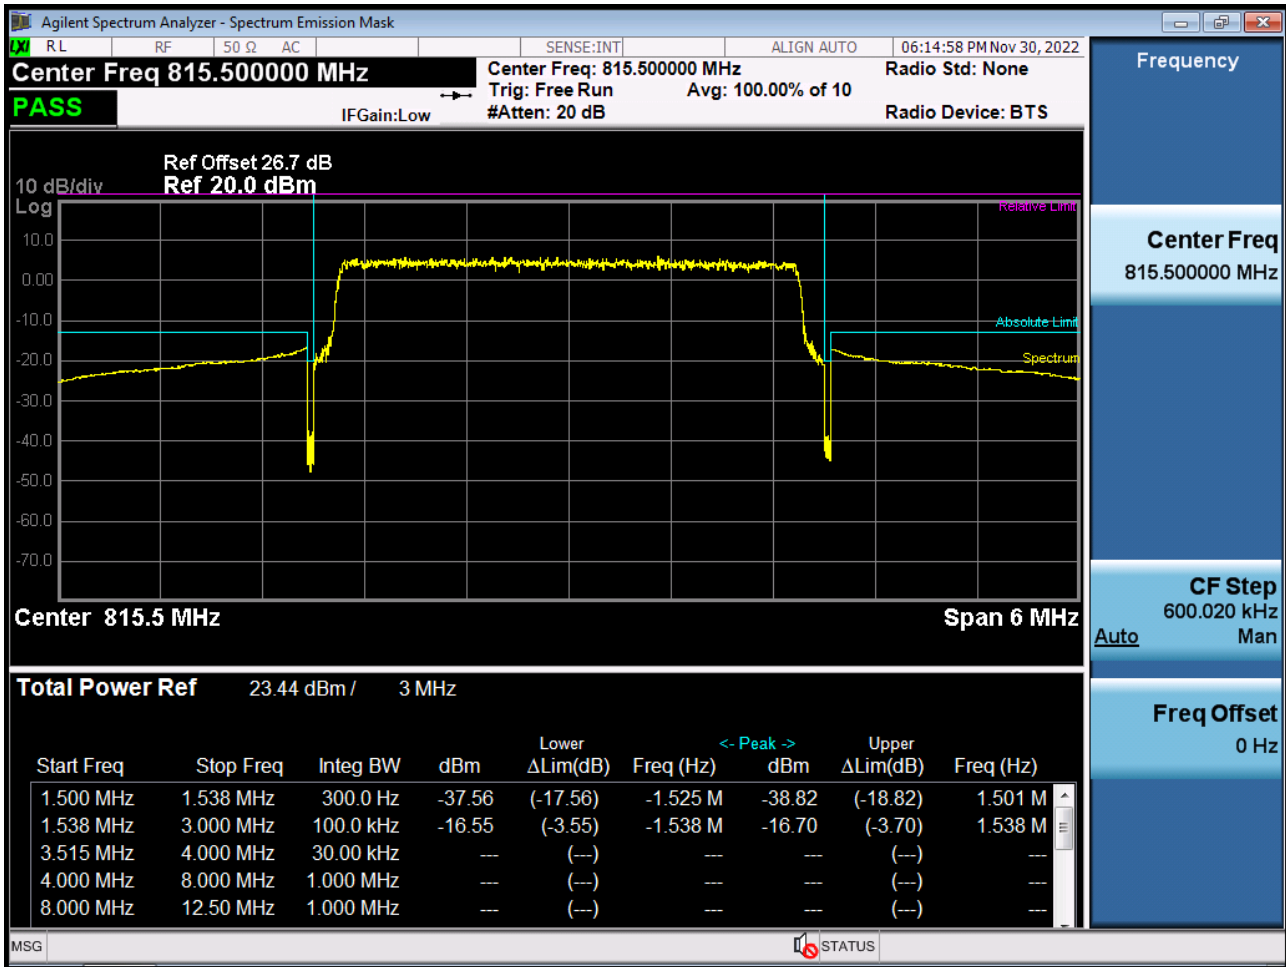 Agilent Spectrum Analyzer - Spectrum Emission Mask
LXI RL RF 50 Ω AC SENSE:INT ALIGN AUTO 06:14:58 PM Nov 30, 2022
Center Freq 815.500000 MHz
PASS
IFGain:Low
Center Freq: 815.500000 MHz
Trig: Free Run Avg: 100.00% of 10
#Atten: 20 dB
Radio Std: None
Radio Device: BTS
Ref Offset 26.7 dB
10 dB/div Ref 20.0 dBm
Log
Relative Limit
10.0
0.00
-10.0
Absolute Limit
-20.0
Spectrum
-30.0
-40.0
-50.0
-60.0
-70.0
Center 815.5 MHz Span 6 MHz
Total Power Ref 23.44 dBm / 3 MHz
Lower <- Peak -> Upper
Start Freq Stop Freq Integ BW dBm ΔLim(dB) Freq (Hz) dBm ΔLim(dB) Freq (Hz)
1.500 MHz 1.538 MHz 300.0 Hz -37.56 (-17.56) -1.525 M -38.82 (-18.82) 1.501 M
1.538 MHz 3.000 MHz 100.0 kHz -16.55 (-3.55) -1.538 M -16.70 (-3.70) 1.538 M
3.515 MHz 4.000 MHz 30.00 kHz --- (---) --- --- (---) ---
4.000 MHz 8.000 MHz 1.000 MHz --- (---) --- --- (---) ---
8.000 MHz 12.50 MHz 1.000 MHz --- (---) --- --- (---) ---
MSG STATUS
Frequency
Center Freq
815.500000 MHz
CF Step
600.020 kHz
Auto Man
Freq Offset
0 Hz